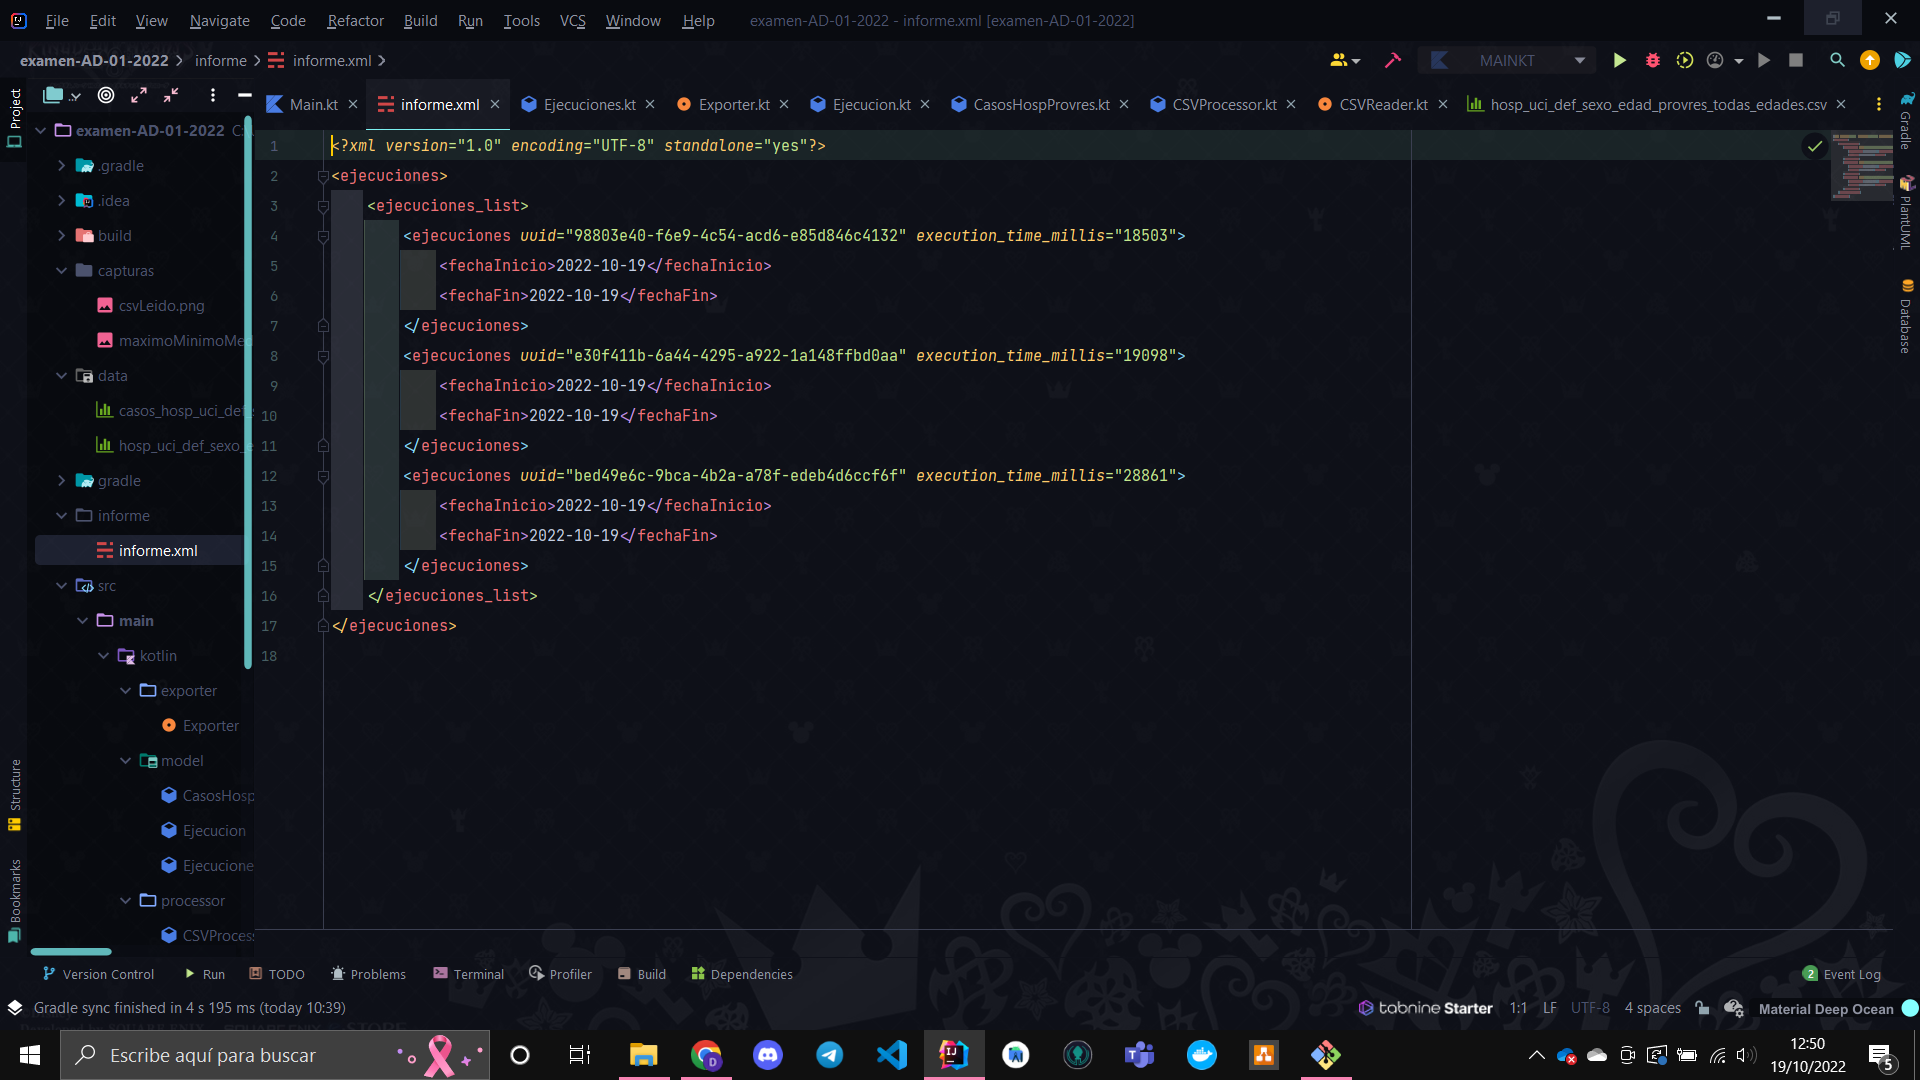 File Edit View Navigate Code Refactor Build Run Tools VCS Window Help examen-AD-01-2022 - informe.xml [examen-AD-01-2022]
examen-AD-01-2022 informe informe.xml MAINKT
Main.kt informe.xml Ejecuciones.kt Exporter.kt Ejecucion.kt CasosHospProvres.kt CSVProcessor.kt CSVReader.kt hosp_uci_def_sexo_edad_provres_todas_edades.csv
Project
Structure
Bookmarks
examen-AD-01-2022 C:\
.gradle
.idea
build
capturas
csvLeido.png
maximoMinimoMed
data
casos_hosp_uci_def
hosp_uci_def_sexo_e
gradle
informe
informe.xml
src
main
kotlin
exporter
Exporter
model
CasosHosp
Ejecucion
Ejecucione
processor
CSVProces
1 <?xml version="1.0" encoding="UTF-8" standalone="yes"?>
2 <ejecuciones>
3 <ejecuciones_list>
4 <ejecuciones uuid="98803e40-f6e9-4c54-acd6-e85d846c4132" execution_time_millis="18503">
5 <fechaInicio>2022-10-19</fechaInicio>
6 <fechaFin>2022-10-19</fechaFin>
7 </ejecuciones>
8 <ejecuciones uuid="e30f411b-6a44-4295-a922-1a148ffbd0aa" execution_time_millis="19098">
9 <fechaInicio>2022-10-19</fechaInicio>
10 <fechaFin>2022-10-19</fechaFin>
11 </ejecuciones>
12 <ejecuciones uuid="bed49e6c-9bca-4b2a-a78f-edeb4d6ccf6f" execution_time_millis="28861">
13 <fechaInicio>2022-10-19</fechaInicio>
14 <fechaFin>2022-10-19</fechaFin>
15 </ejecuciones>
16 </ejecuciones_list>
17 </ejecuciones>
18
Gradle
PlantUML
Database
Version Control Run TODO Problems Terminal Profiler Build Dependencies 2 Event Log
Gradle sync finished in 4 s 195 ms (today 10:39) tabnine Starter 1:1 LF UTF-8 4 spaces Material Deep Ocean
Escribe aquí para buscar
12:50
19/10/2022
5